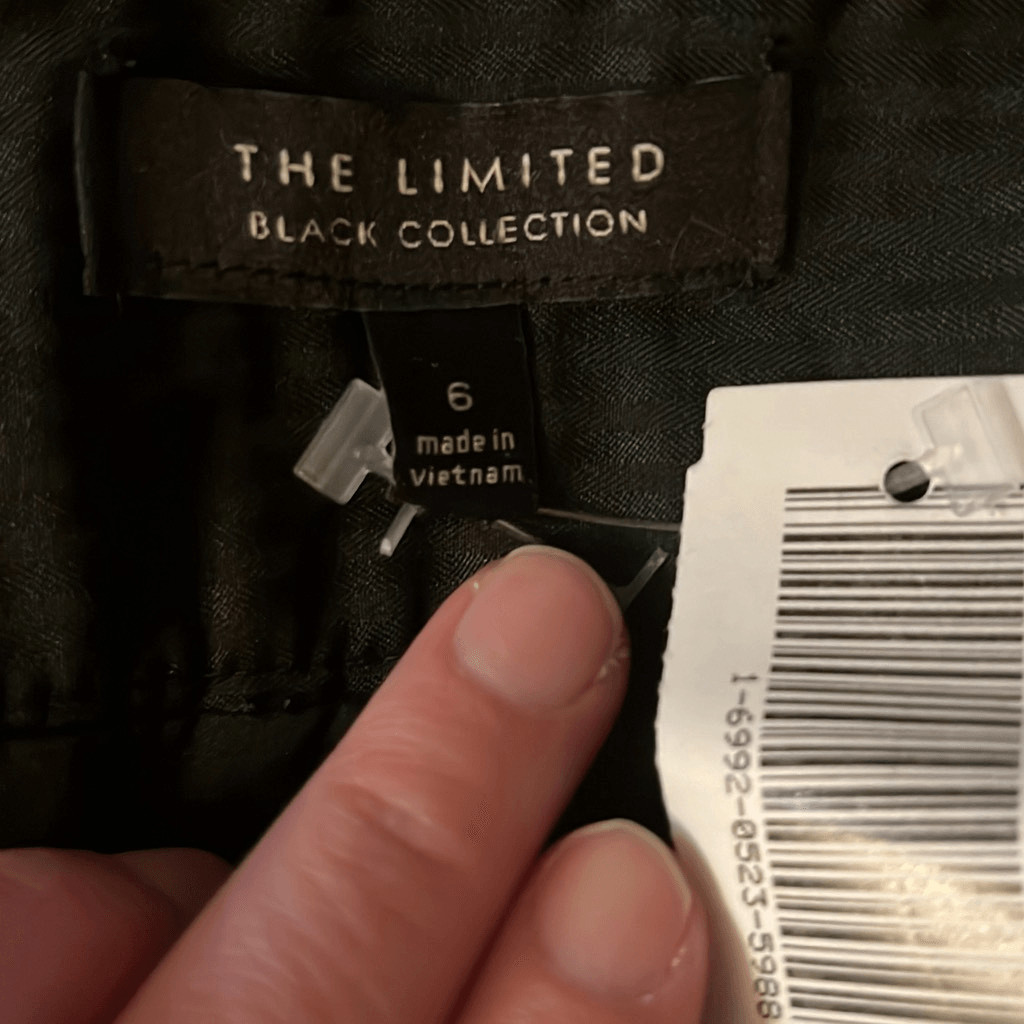 THE LIMITED
BLACK COLLECTION
6
made in
Vietnam
1-6992-0523-5988